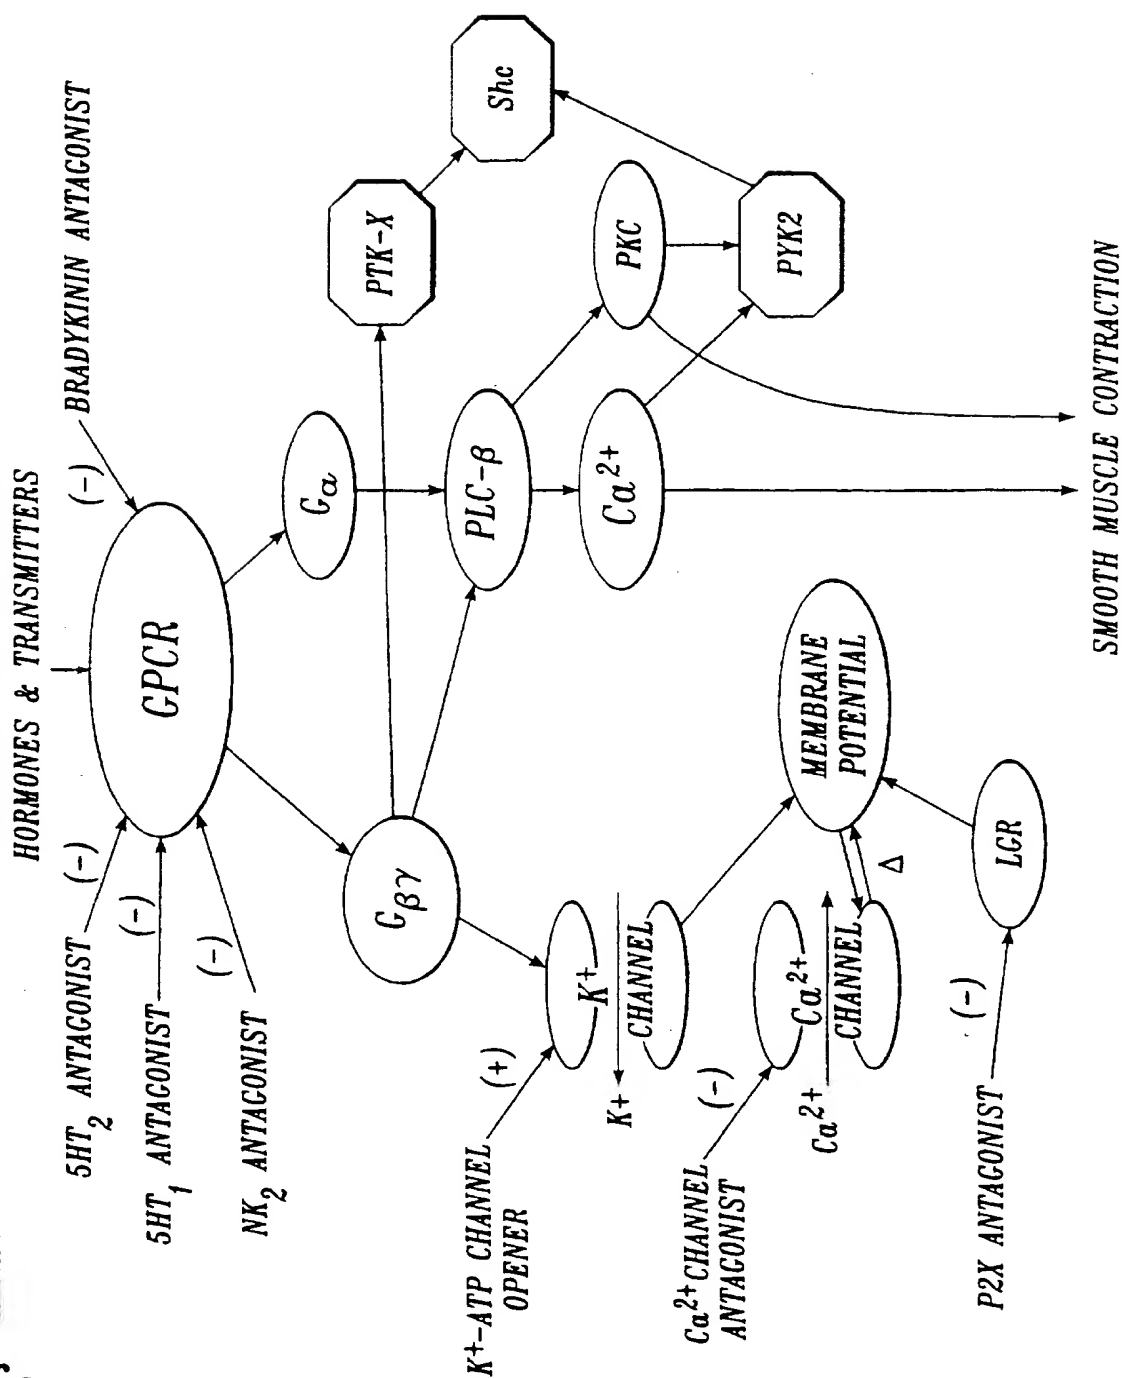 HORMONES & TRANSMITTERS
5HT2 ANTAGONIST
(-)
5HT1 ANTAGONIST
(-)
NK2 ANTAGONIST
(-)
BRADYKININ ANTAGONIST
(-)
GPCR
Gα
Gβγ
PTK-X
Shc
PLC-β
PKC
Ca2+
PYK2
K+-ATP CHANNEL
OPENER
(+)
K+
CHANNEL
K+
Ca2+CHANNEL
ANTAGONIST
(-)
Ca2+
CHANNEL
Ca2+
Δ
MEMBRANE
POTENTIAL
LGR
P2X ANTAGONIST
(-)
SMOOTH MUSCLE CONTRACTION